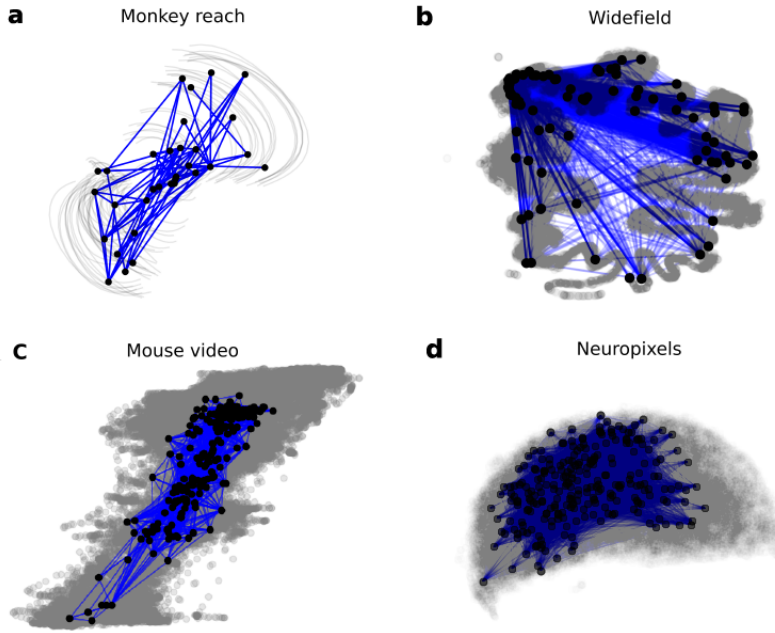 a
Monkey reach
b
Widefield
c
Mouse video
d
Neuropixels